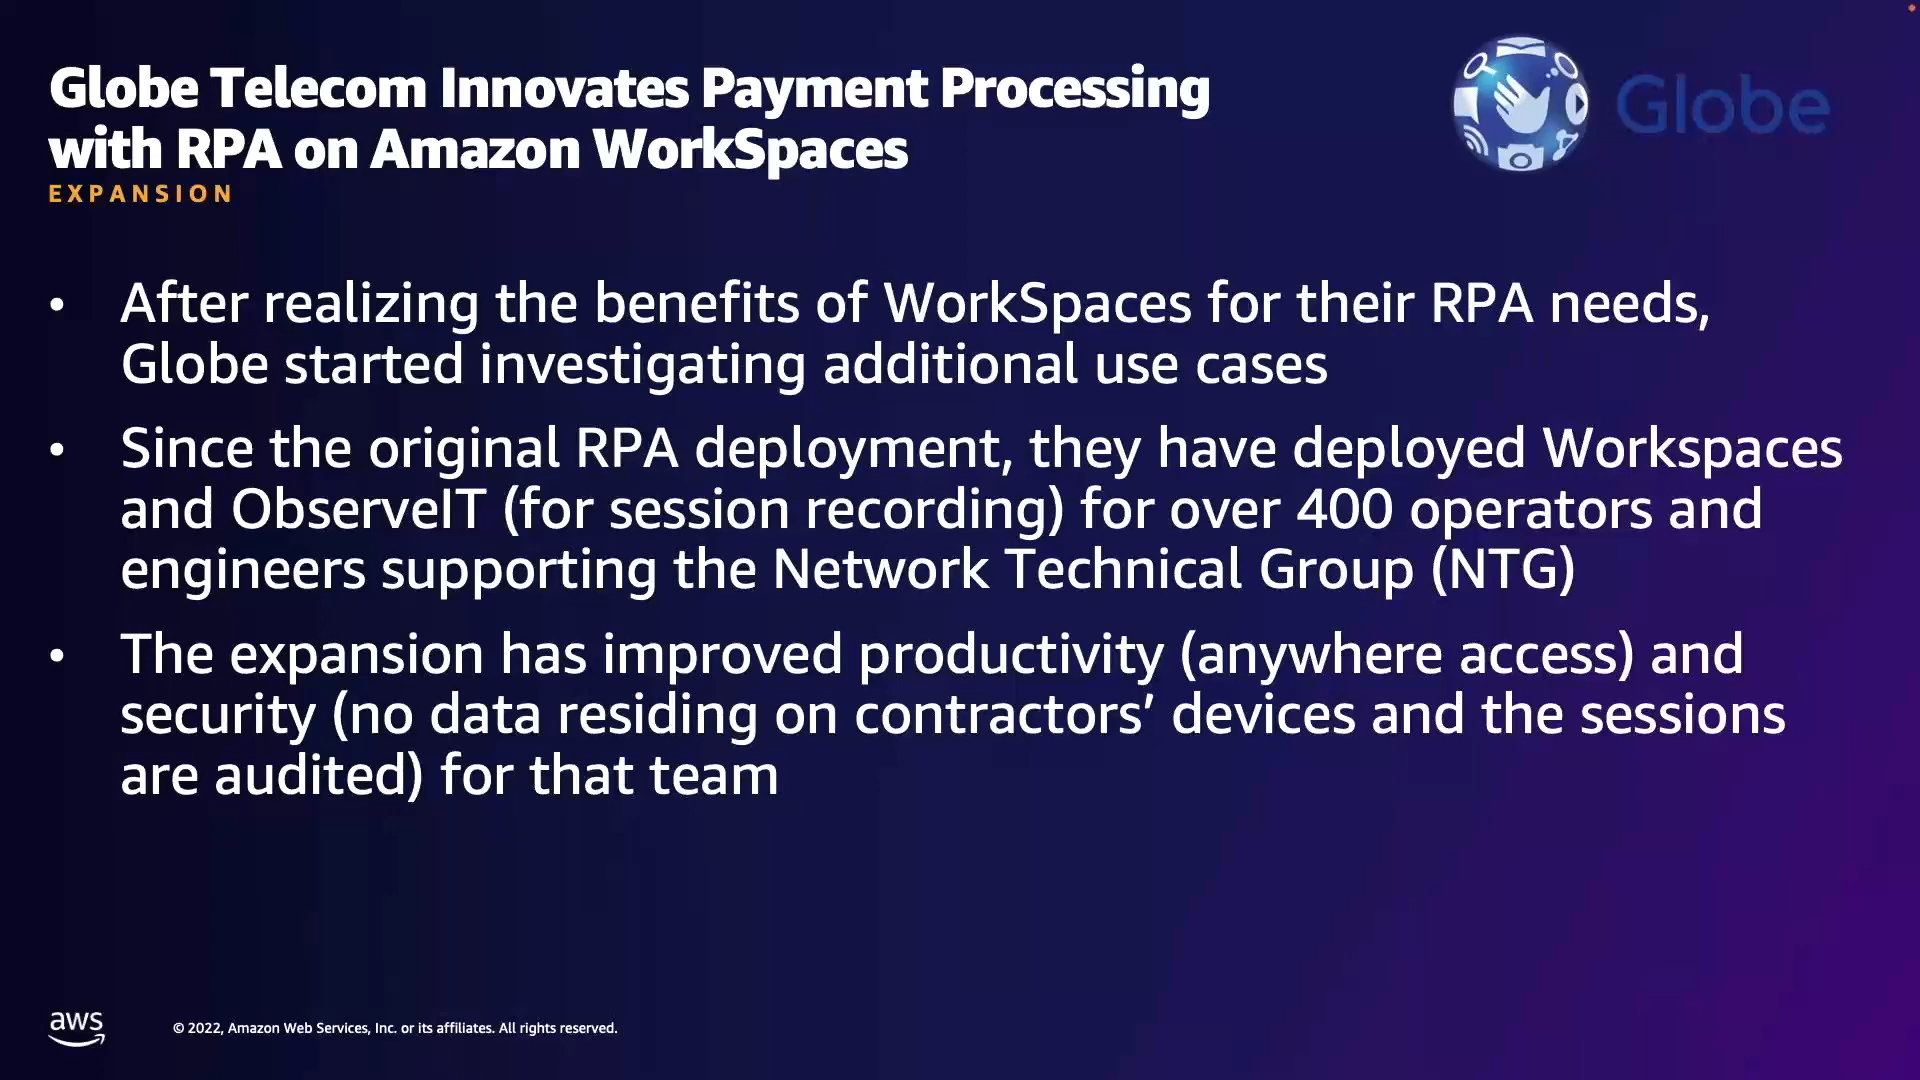 Globe Telecom Innovates Payment Processing
with RPA on Amazon WorkSpaces
EXPANSION
Globe
• After realizing the benefits of WorkSpaces for their RPA needs,
Globe started investigating additional use cases
• Since the original RPA deployment, they have deployed Workspaces
and ObserveIT (for session recording) for over 400 operators and
engineers supporting the Network Technical Group (NTG)
• The expansion has improved productivity (anywhere access) and
security (no data residing on contractors’ devices and the sessions
are audited) for that team
aws
© 2022, Amazon Web Services, Inc. or its affiliates. All rights reserved.